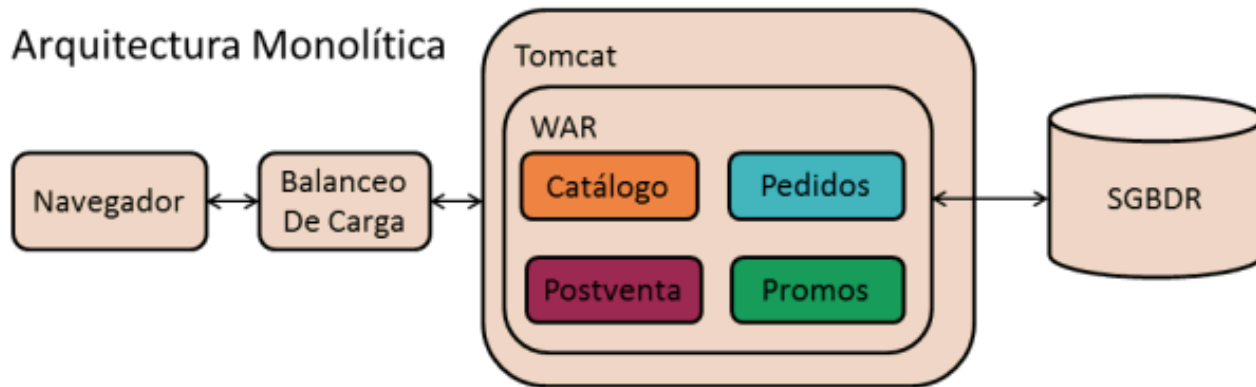 Arquitectura Monolítica
Tomcat
WAR
Navegador
Balanceo
De Carga
Catálogo
Pedidos
Postventa
Promos
SGBDR